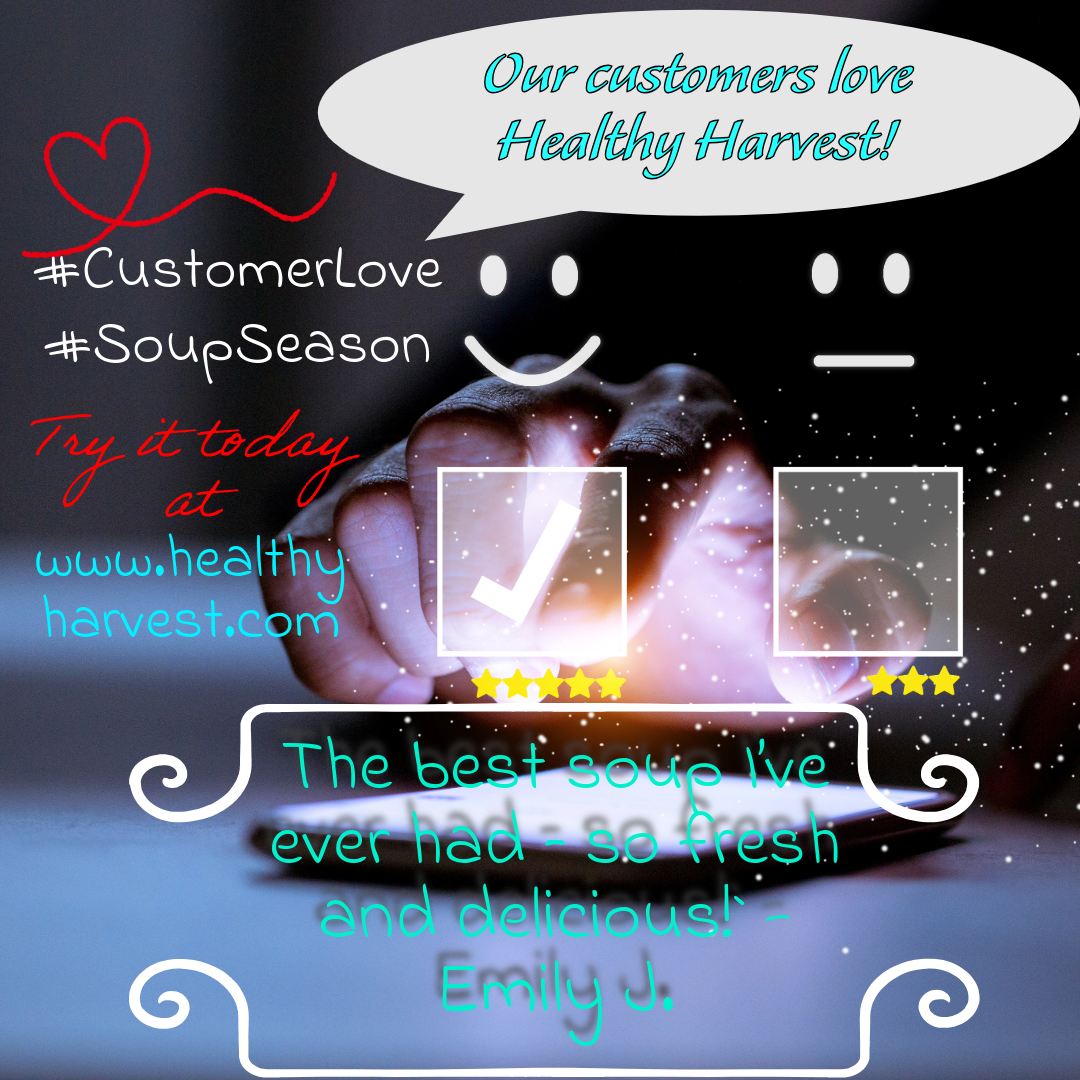 Our customers love
Healthy Harvest!
#CustomerLove
#SoupSeason
Try it today
at
www.healthy
harvest.com
The best soup I've
ever had - so fresh
and delicious!` -
Emily J.